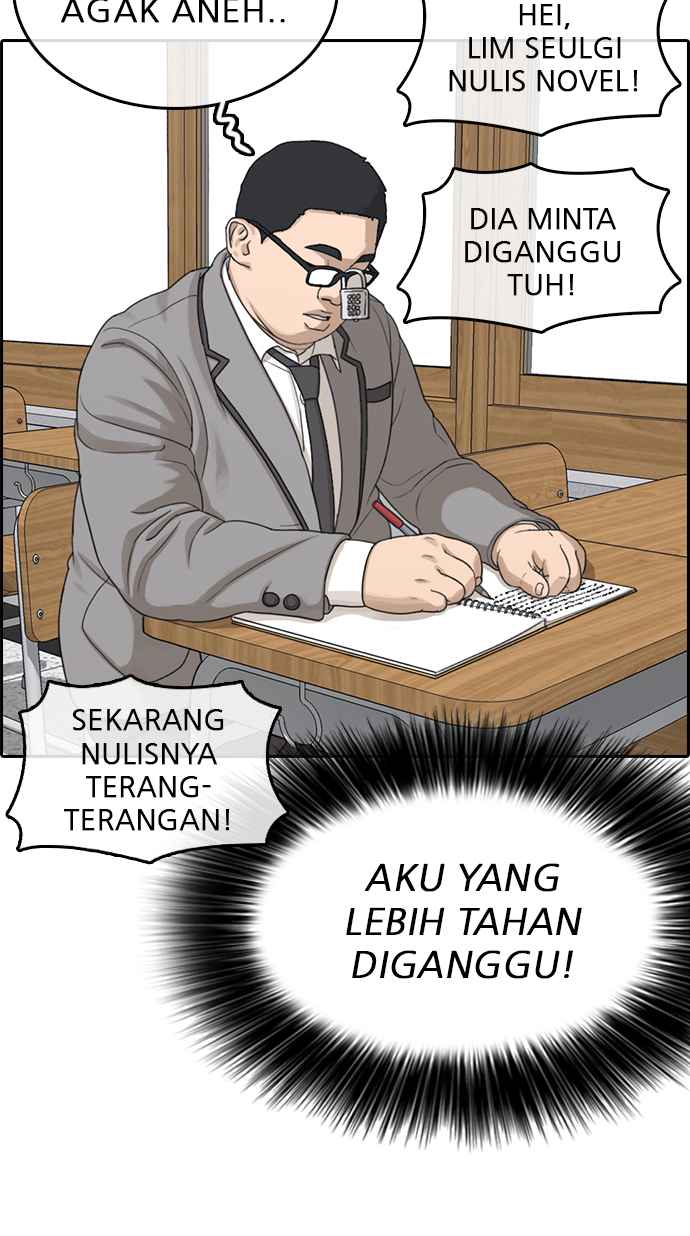 AGAK ANEH..
HEI,
LIM SEULGI
NULIS NOVEL!
DIA MINTA
DIGANGGU
TUH!
SEKARANG
NULISNYA
TERANG-
TERANGAN!
AKU YANG
LEBIH TAHAN
DIGANGGU!